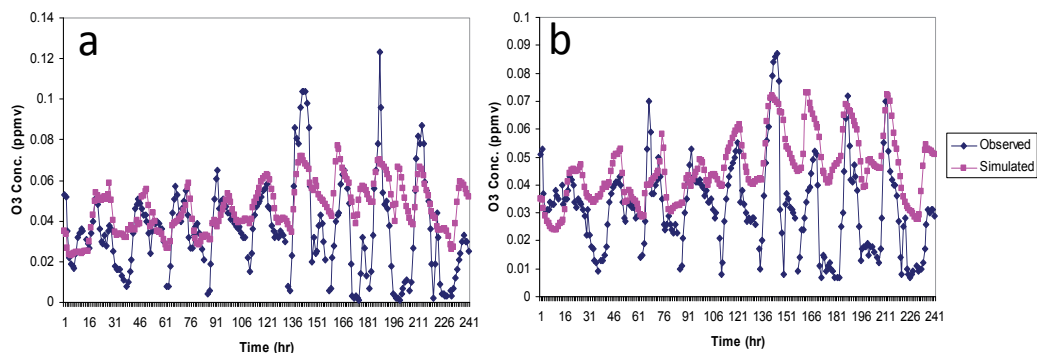 a
O3 Conc. (ppmv)
0.14
0.12
0.1
0.08
0.06
0.04
0.02
0
1 16 31 46 61 76 91 106 121 136 151 166 181 196 211 226 241
Time (hr)
b
O3 Conc. (ppmv)
0.1
0.09
0.08
0.07
0.06
0.05
0.04
0.03
0.02
0.01
0
1 16 31 46 61 76 91 106 121 136 151 166 181 196 211 226 241
Time (hr)
Observed
Simulated